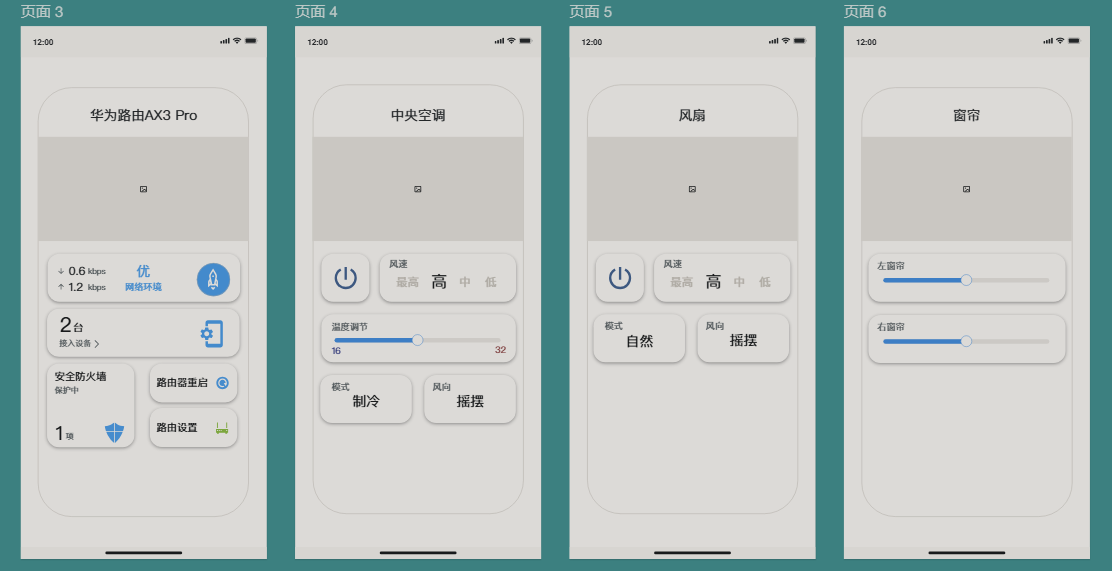 页面 3
12:00
华为路由AX3 Pro
0.6 kbps
1.2 kbps
优
网络环境
2台
接入设备
安全防火墙
保护中
1项
路由器重启
路由设置
页面 4
12:00
中央空调
风速
最高 高 中 低
温度调节
16 32
模式
制冷
风向
摇摆
页面 5
12:00
风扇
风速
最高 高 中 低
模式
自然
风向
摇摆
页面 6
12:00
窗帘
左窗帘
右窗帘